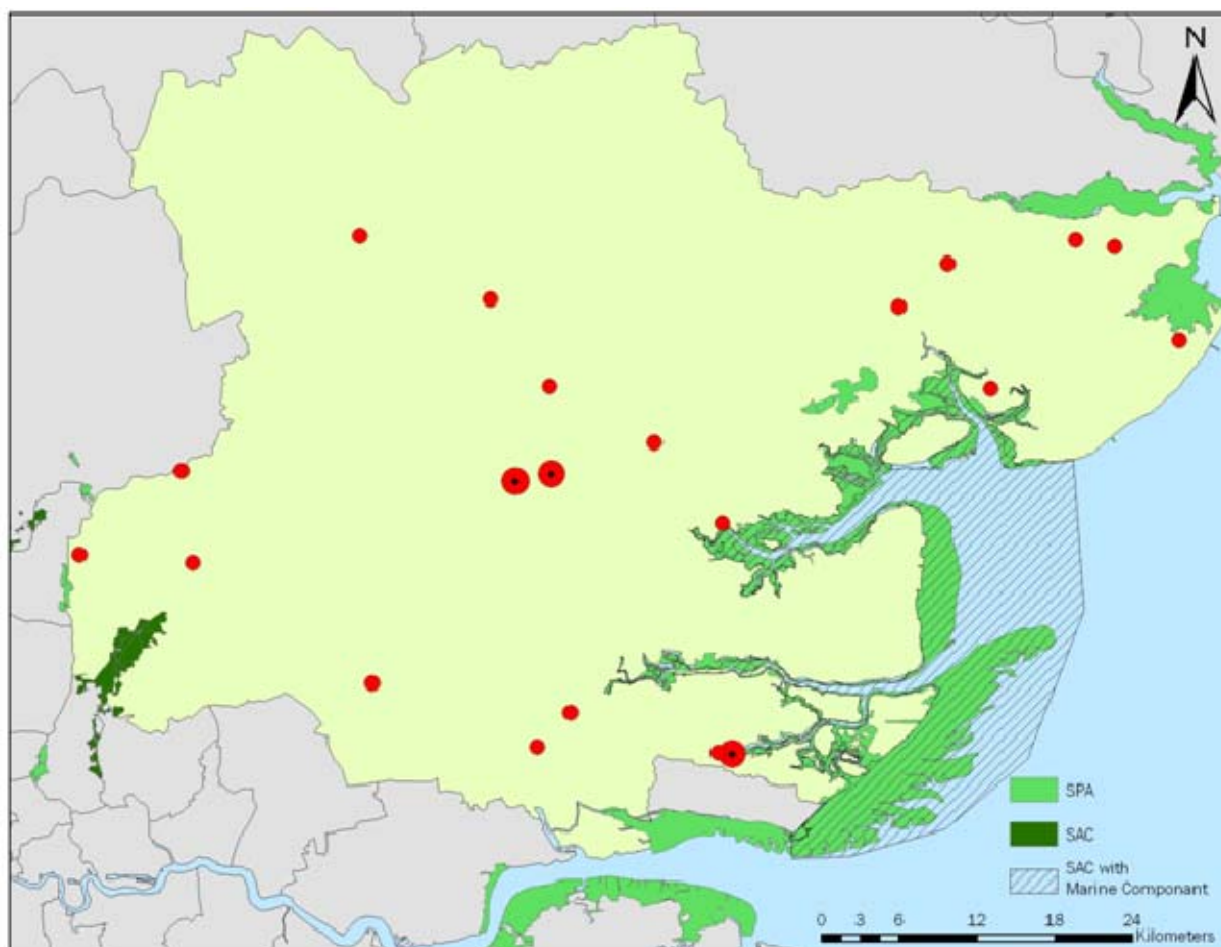 N
SPA
SAC
SAC with
Marine Componant
0 3 6 12 18 24
Kilometers